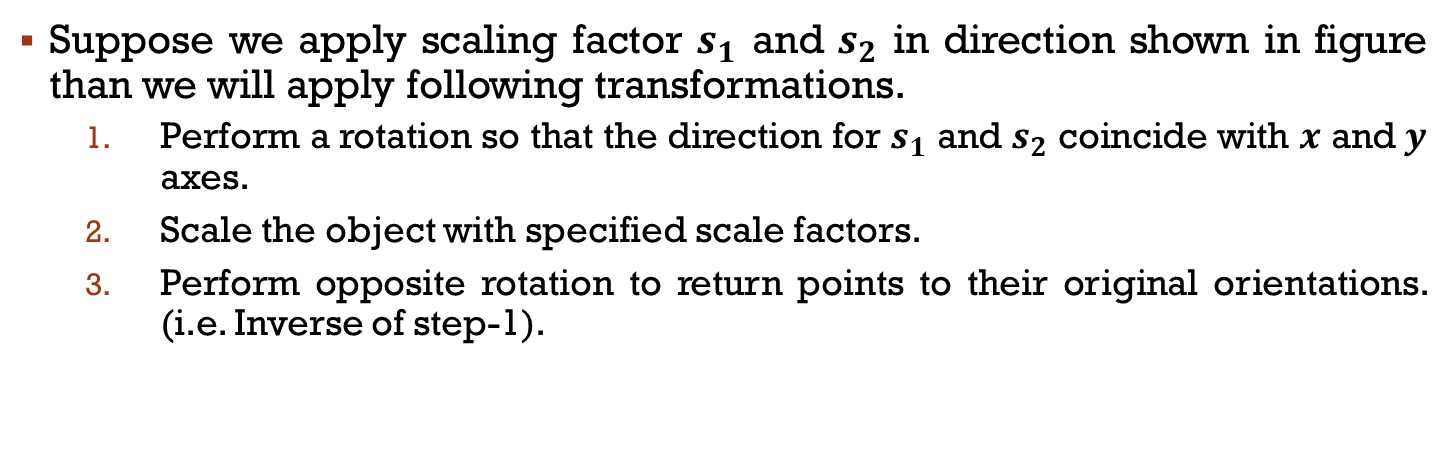 ▪ Suppose we apply scaling factor 𝒔₁ and 𝒔₂ in direction shown in figure
than we will apply following transformations.
1. Perform a rotation so that the direction for 𝒔₁ and 𝒔₂ coincide with 𝒙 and 𝒚
axes.
2. Scale the object with specified scale factors.
3. Perform opposite rotation to return points to their original orientations.
(i.e. Inverse of step-1).